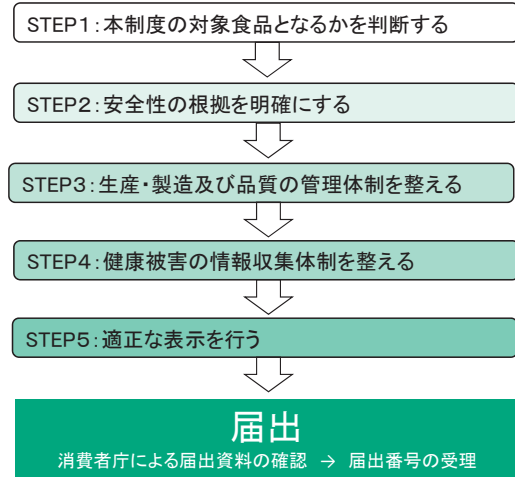 STEP1：本制度の対象食品となるかを判断する
STEP2：安全性の根拠を明確にする
STEP3：生産・製造及び品質の管理体制を整える
STEP4：健康被害の情報収集体制を整える
STEP5：適正な表示を行う
届出
消費者庁による届出資料の確認 → 届出番号の受理